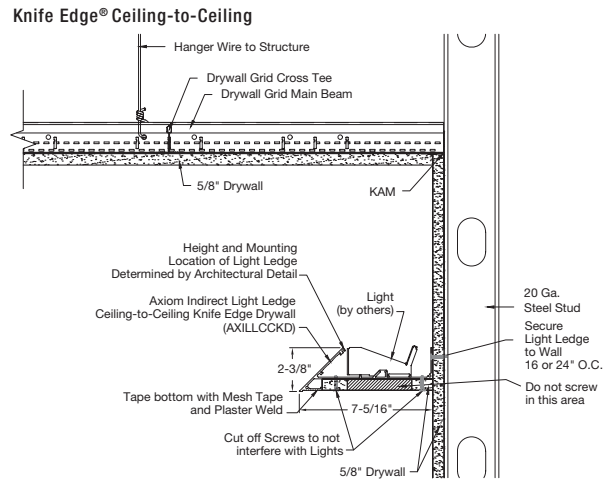 Knife Edge® Ceiling-to-Ceiling
Hanger Wire to Structure
Drywall Grid Cross Tee
Drywall Grid Main Beam
5/8" Drywall
KAM
Height and Mounting
Location of Light Ledge
Determined by Architectural Detail
Axiom Indirect Light Ledge
Ceiling-to-Ceiling Knife Edge Drywall
(AXILLCCKD)
Light
(by others)
20 Ga.
Steel Stud
Secure
Light Ledge
to Wall
16 or 24" O.C.
2-3/8"
Do not screw
in this area
Tape bottom with Mesh Tape
and Plaster Weld
7-5/16"
Cut off Screws to not
interfere with Lights
5/8" Drywall